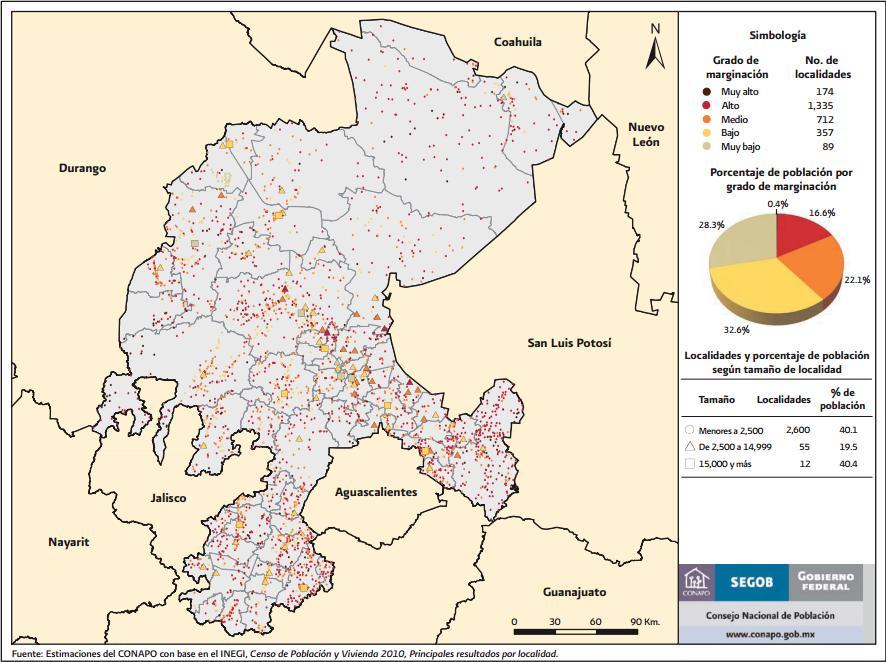 Coahuila
N
Nuevo
León
Durango
San Luis Potosí
Jalisco
Aguascalientes
Nayarit
Guanajuato
0 30 60 90 Km.
Simbología
Grado de No. de
marginación localidades
Muy alto 174
Alto 1,335
Medio 712
Bajo 357
Muy bajo 89
Porcentaje de población por
grado de marginación
0.4%
28.3% 16.6%
22.1%
32.6%
Localidades y porcentaje de población
según tamaño de localidad
Tamaño Localidades % de
población
Menores a 2,500 2,600 40.1
De 2,500 a 14,999 55 19.5
15,000 y más 12 40.4
CONAPO SEGOB GOBIERNO
FEDERAL
Consejo Nacional de Población
www.conapo.gob.mx
Fuente: Estimaciones del CONAPO con base en el INEGI, Censo de Población y Vivienda 2010, Principales resultados por localidad.